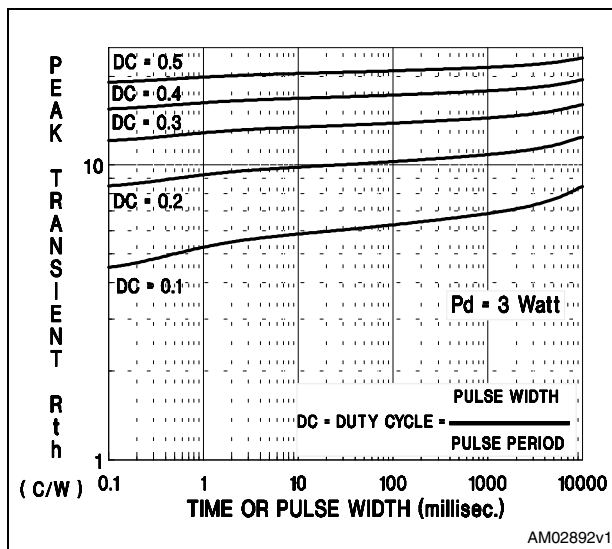 PEAK TRANSIENT Rth
(C/W)
DC = 0.5
DC = 0.4
DC = 0.3
DC = 0.2
DC = 0.1
10
1
Pd = 3 Watt
PULSE WIDTH
DC = DUTY CYCLE =
PULSE PERIOD
0.1 1 10 100 1000 10000
TIME OR PULSE WIDTH (millisec.)
AM02892v1